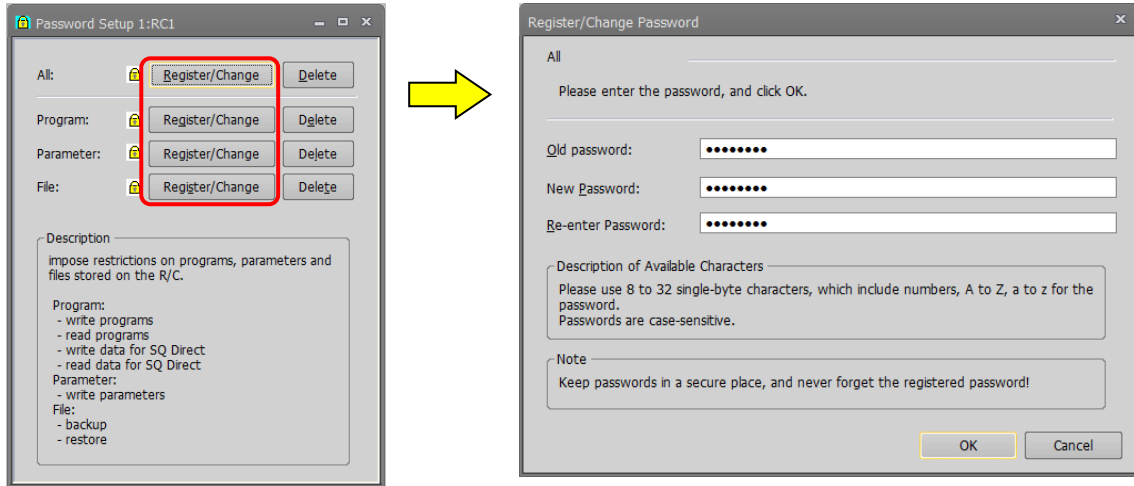 Password Setup 1:RC1
All:
Register/Change
Delete
Program:
Register/Change
Delete
Parameter:
Register/Change
Delete
File:
Register/Change
Delete
Description
impose restrictions on programs, parameters and
files stored on the R/C.
Program:
- write programs
- read programs
- write data for SQ Direct
- read data for SQ Direct
Parameter:
- write parameters
File:
- backup
- restore
Register/Change Password
All
Please enter the password, and click OK.
Old password:
••••••••
New Password:
••••••••
Re-enter Password:
••••••••
Description of Available Characters
Please use 8 to 32 single-byte characters, which include numbers, A to Z, a to z for the
password.
Passwords are case-sensitive.
Note
Keep passwords in a secure place, and never forget the registered password!
OK
Cancel